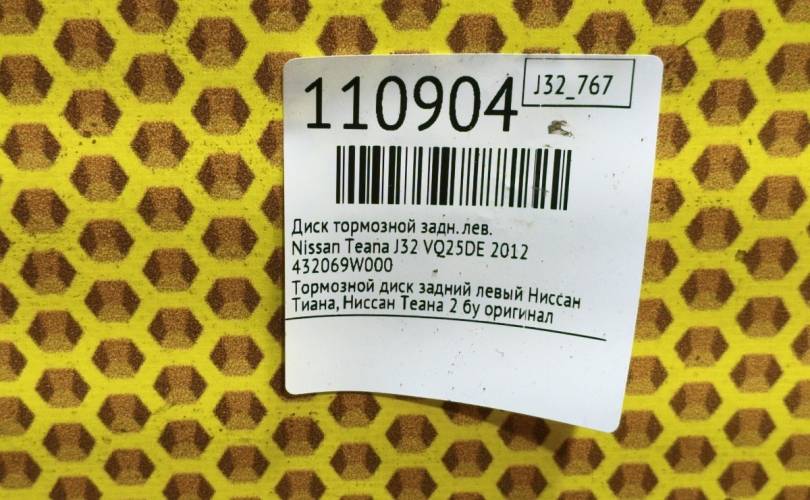 110904
J32_767
Диск тормозной задн. лев.
Nissan Teana J32 VQ25DE 2012
432069W000
Тормозной диск задний левый Ниссан
Тиана, Ниссан Теана 2 бу оригинал